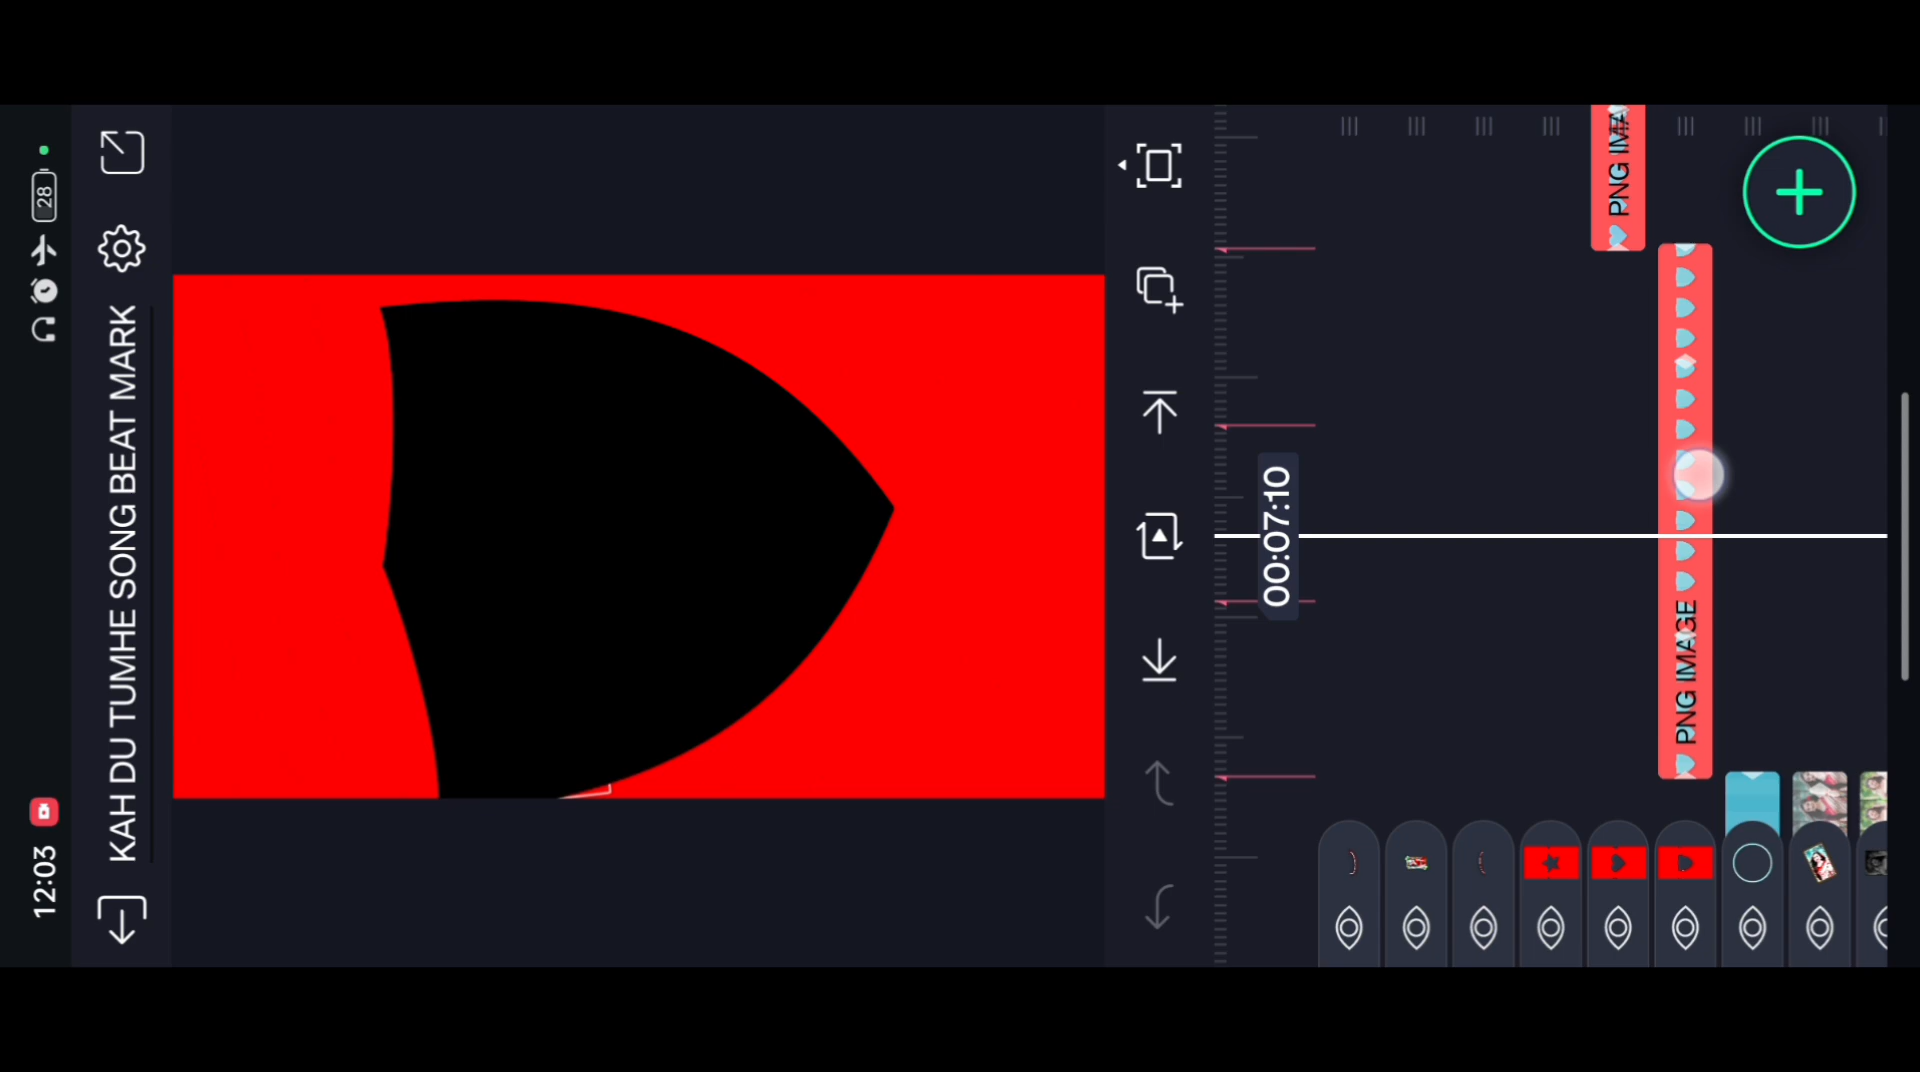 12:03
28
KAH DU TUMHE SONG BEAT MARK
00:07:10
PNG IMA
PNG IMAGE